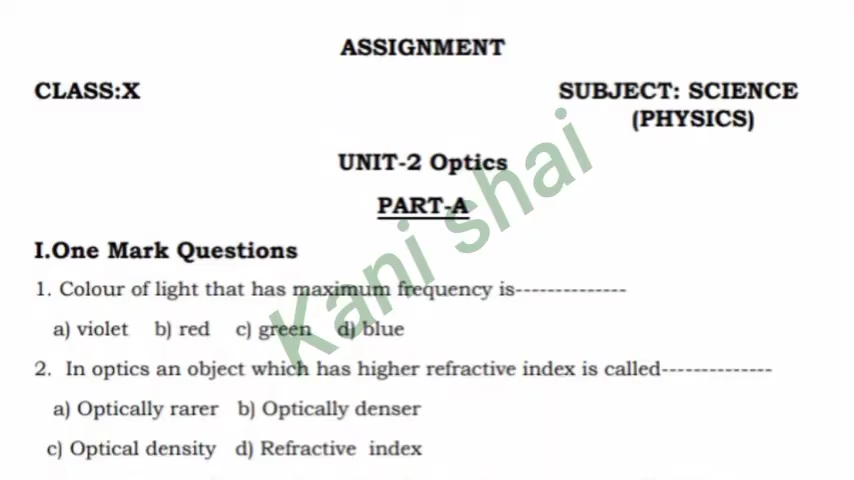 ASSIGNMENT
CLASS:X SUBJECT: SCIENCE
(PHYSICS)
UNIT-2 Optics
PART-A
I.One Mark Questions
1. Colour of light that has maximum frequency is--------------
a) violet b) red c) green d) blue
2. In optics an object which has higher refractive index is called--------------
a) Optically rarer b) Optically denser
c) Optical density d) Refractive index
Kani shai